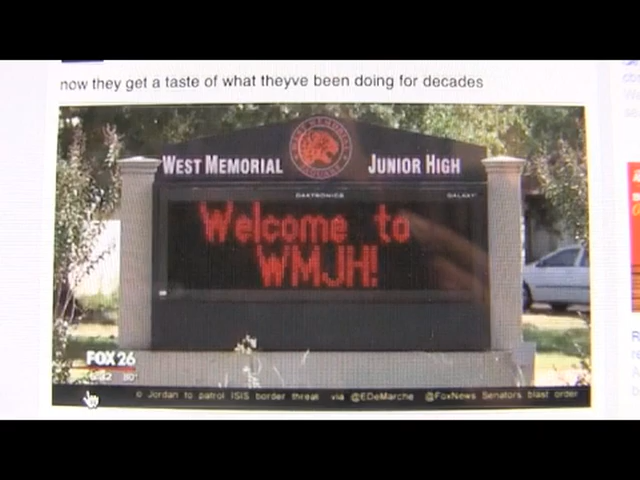 now they get a taste of what theyve been doing for decades
WEST MEMORIAL JUNIOR HIGH
DAKTRONICS GALAXY
Welcome to
WMJH!
FOX 26
Jordan to patrol ISIS border threat via @EDeMarche @FoxNews Senators blast order